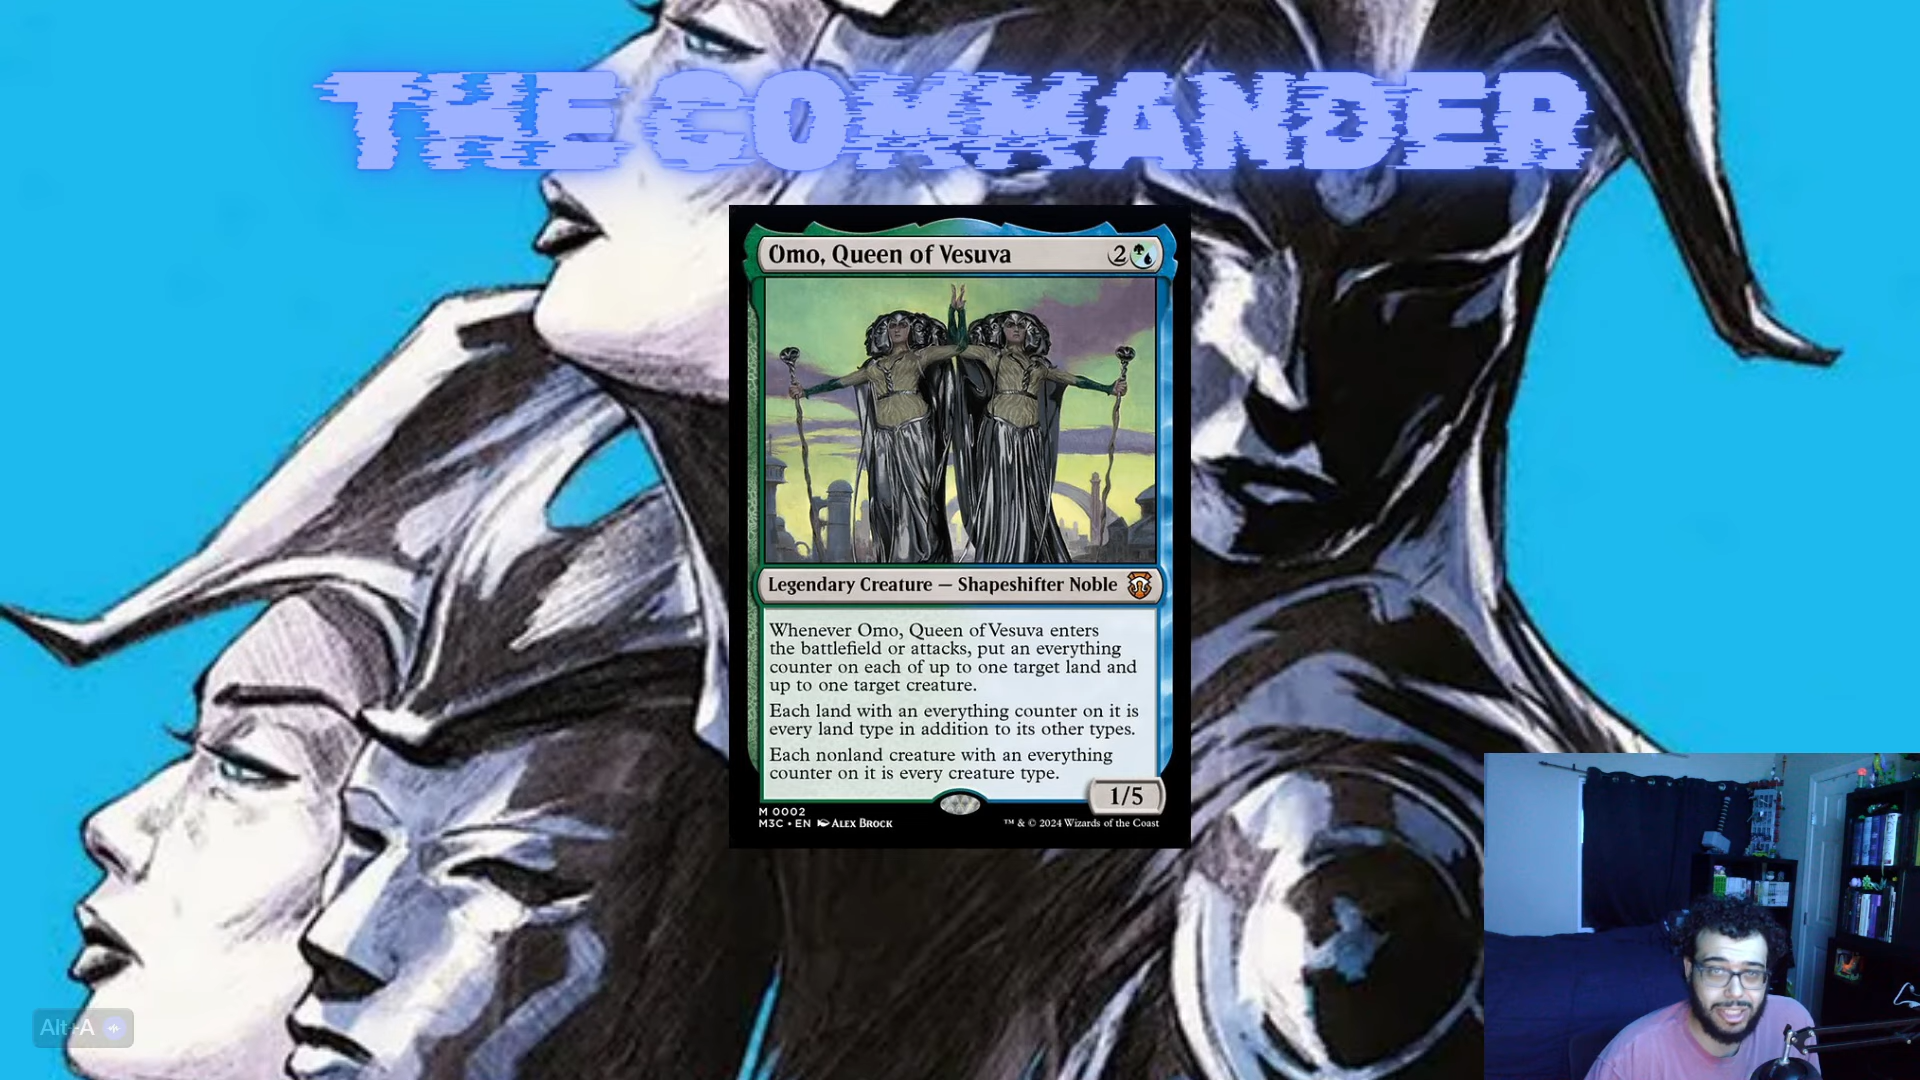 THE COMMANDER
Omo, Queen of Vesuva 2
Legendary Creature — Shapeshifter Noble
Whenever Omo, Queen of Vesuva enters
the battlefield or attacks, put an everything
counter on each of up to one target land and
up to one target creature.
Each land with an everything counter on it is
every land type in addition to its other types.
Each nonland creature with an everything
counter on it is every creature type.
1/5
M 0002
M3C • EN ALEX BROCK
™ & © 2024 Wizards of the Coast
Alt+A